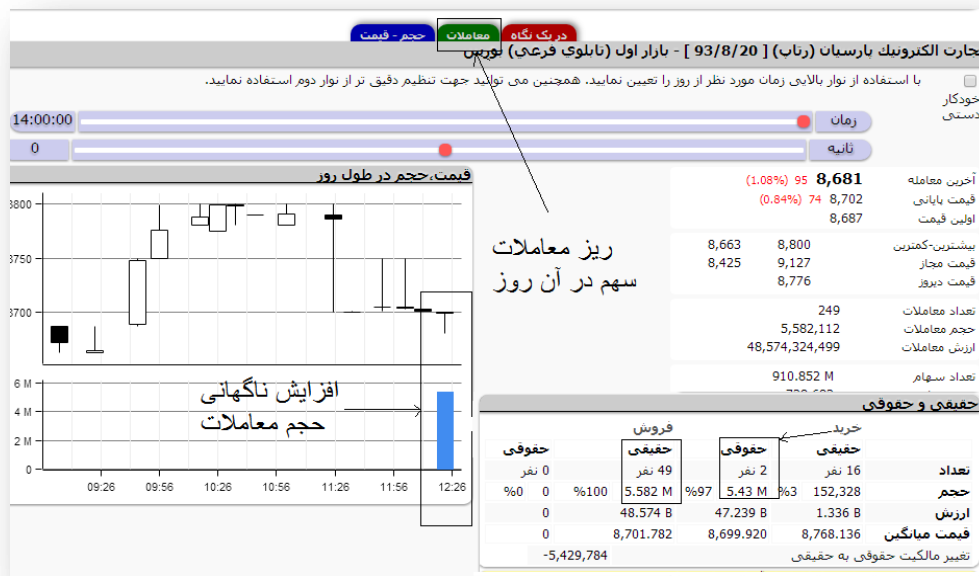 در یک نگاه معاملات حجم - قیمت
تجارت الکترونیك پارسیان (رتاپ) [ 93/8/20 ] - بازار اول (تابلوي فرعي) بورس
با استفاده از نوار بالایی زمان مورد نظر از روز را تعیین نمایید. همچنین می توانید جهت تنظیم دقیق تر از نوار دوم استفاده نمایید.
خودکار
دستی
زمان 14:00:00
ثانیه 0
قیمت،حجم در طول روز
3800
3750
3700
6 M
4 M
2 M
0
09:26 09:56 10:26 10:56 11:26 11:56 12:26
افزایش ناگهانی
حجم معاملات
ریز معاملات
سهم در آن روز
آخرین معامله 8,681 95 (1.08%)
قیمت پایانی 8,702 74 (0.84%)
اولین قیمت 8,687
بیشترین-کمترین 8,800 8,663
قیمت مجاز 9,127 8,425
قیمت دیروز 8,776
تعداد معاملات 249
حجم معاملات 5,582,112
ارزش معاملات 48,574,324,499
تعداد سهام 910.852 M
حقیقی و حقوقی
خرید فروش
حقیقی حقوقی حقیقی حقوقی
تعداد 16 نفر 2 نفر 49 نفر 0 نفر
حجم 152,328 %3 5.43 M %97 5.582 M %100 0 %0
ارزش 1.336 B 47.239 B 48.574 B 0
قیمت میانگین 8,768.136 8,699.920 8,701.782 0
تغییر مالکیت حقوقی به حقیقی -5,429,784